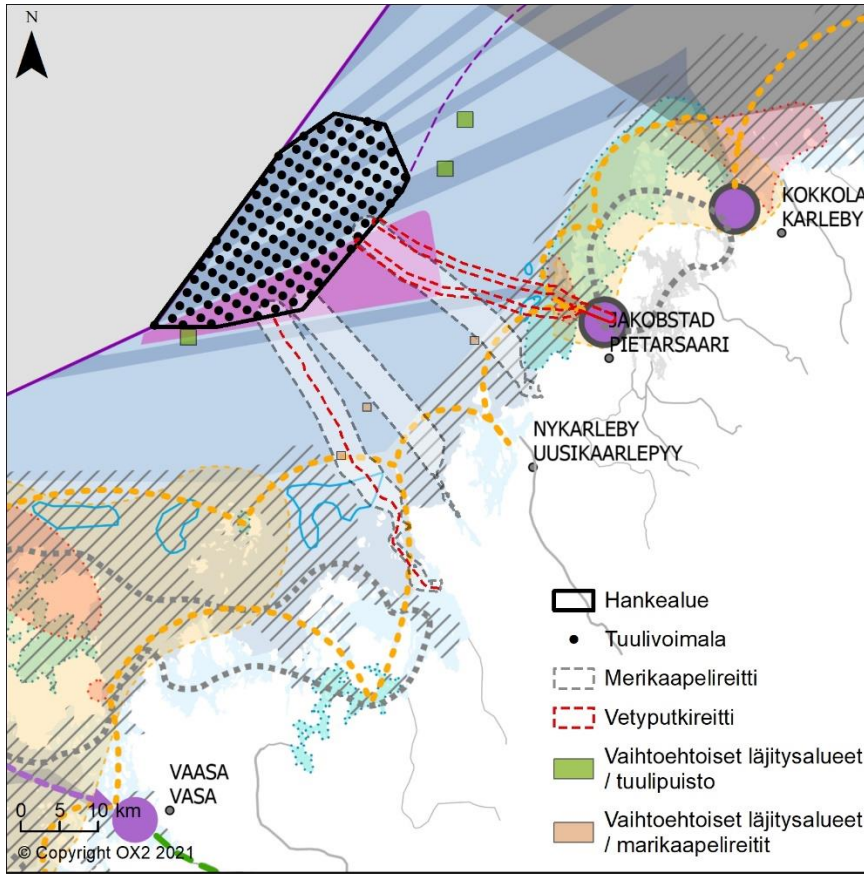 N
KOKKOLA
KARLEBY
JAKOBSTAD
PIETARSAARI
NYKARLEBY
UUSIKAARLEPYY
Hankealue
Tuulivoimala
Merikaapelireitti
Vetyputkireitti
Vaihtoehtoiset läjitysalueet
/ tuulipuisto
Vaihtoehtoiset läjitysalueet
/ marikaapelireitit
VAASA
VASA
0 5 10 km
© Copyright OX2 2021